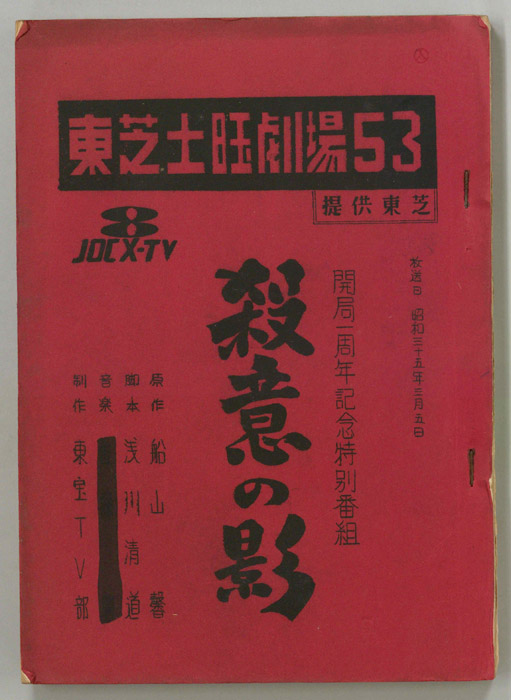 東芝土旺劇場53
提供東芝
8
JOCX-TV
放送日 昭和三十五年三月五日
開局一周年記念特別番組
殺意の影
原作 船山馨
脚本 浅川清道
音楽
制作 東宝TV部